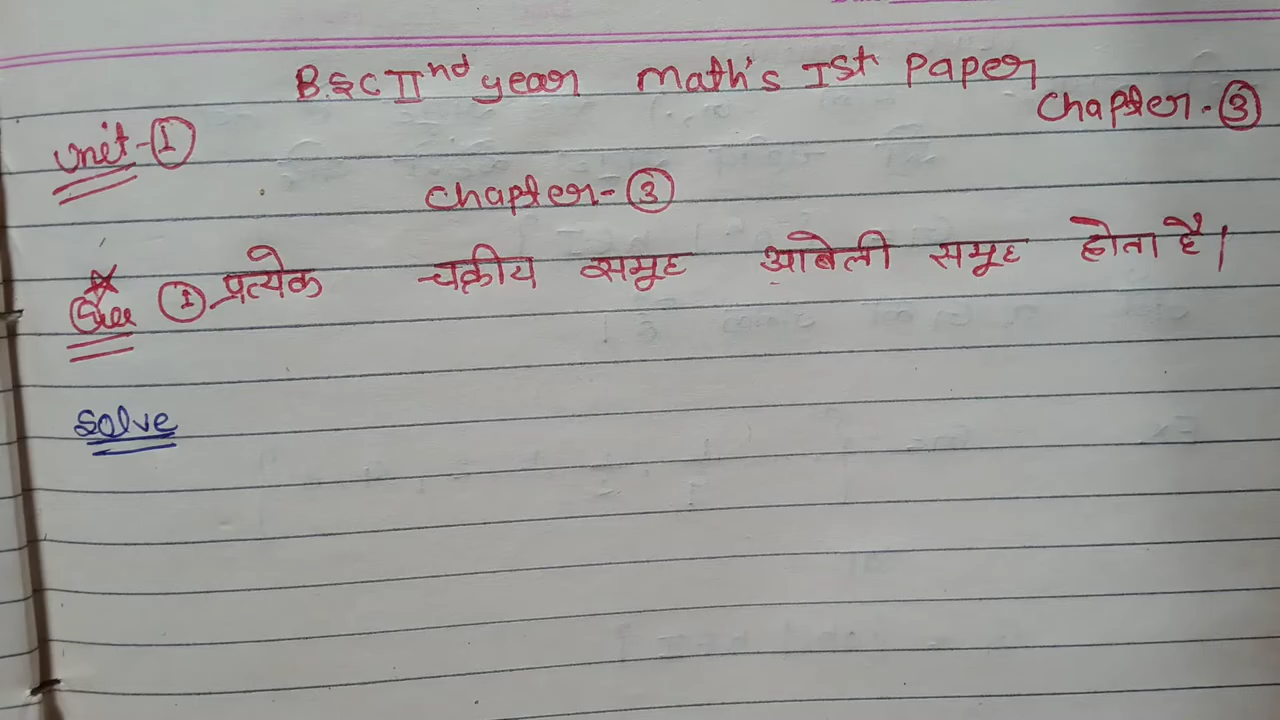 B.Sc IInd year Math's Ist Paper
Chapter-3
Unit-I
Chapter-3
Que 1 प्रत्येक चक्रीय समूह आबेली समूह होता है।
Solve